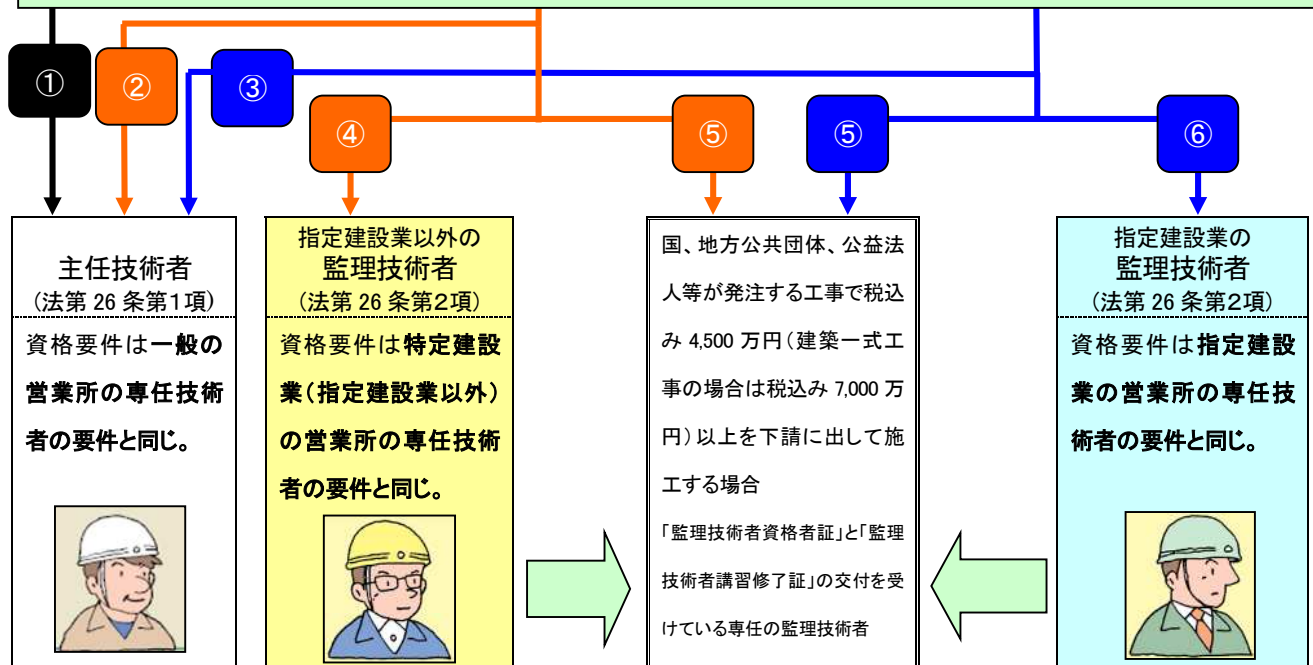 ①
②
③
④
⑤
⑤
⑥
主任技術者
(法第 26 条第1項)
資格要件は一般の
営業所の専任技術
者の要件と同じ。
指定建設業以外の
監理技術者
(法第 26 条第2項)
資格要件は特定建設
業(指定建設業以外)
の営業所の専任技術
者の要件と同じ。
国、地方公共団体、公益法
人等が発注する工事で税込
み 4,500 万円(建築一式工
事の場合は税込み 7,000 万
円)以上を下請に出して施
工する場合
「監理技術者資格者証」と「監理
技術者講習修了証」の交付を受
けている専任の監理技術者
指定建設業の
監理技術者
(法第 26 条第2項)
資格要件は指定建設
業の営業所の専任技
術者の要件と同じ。